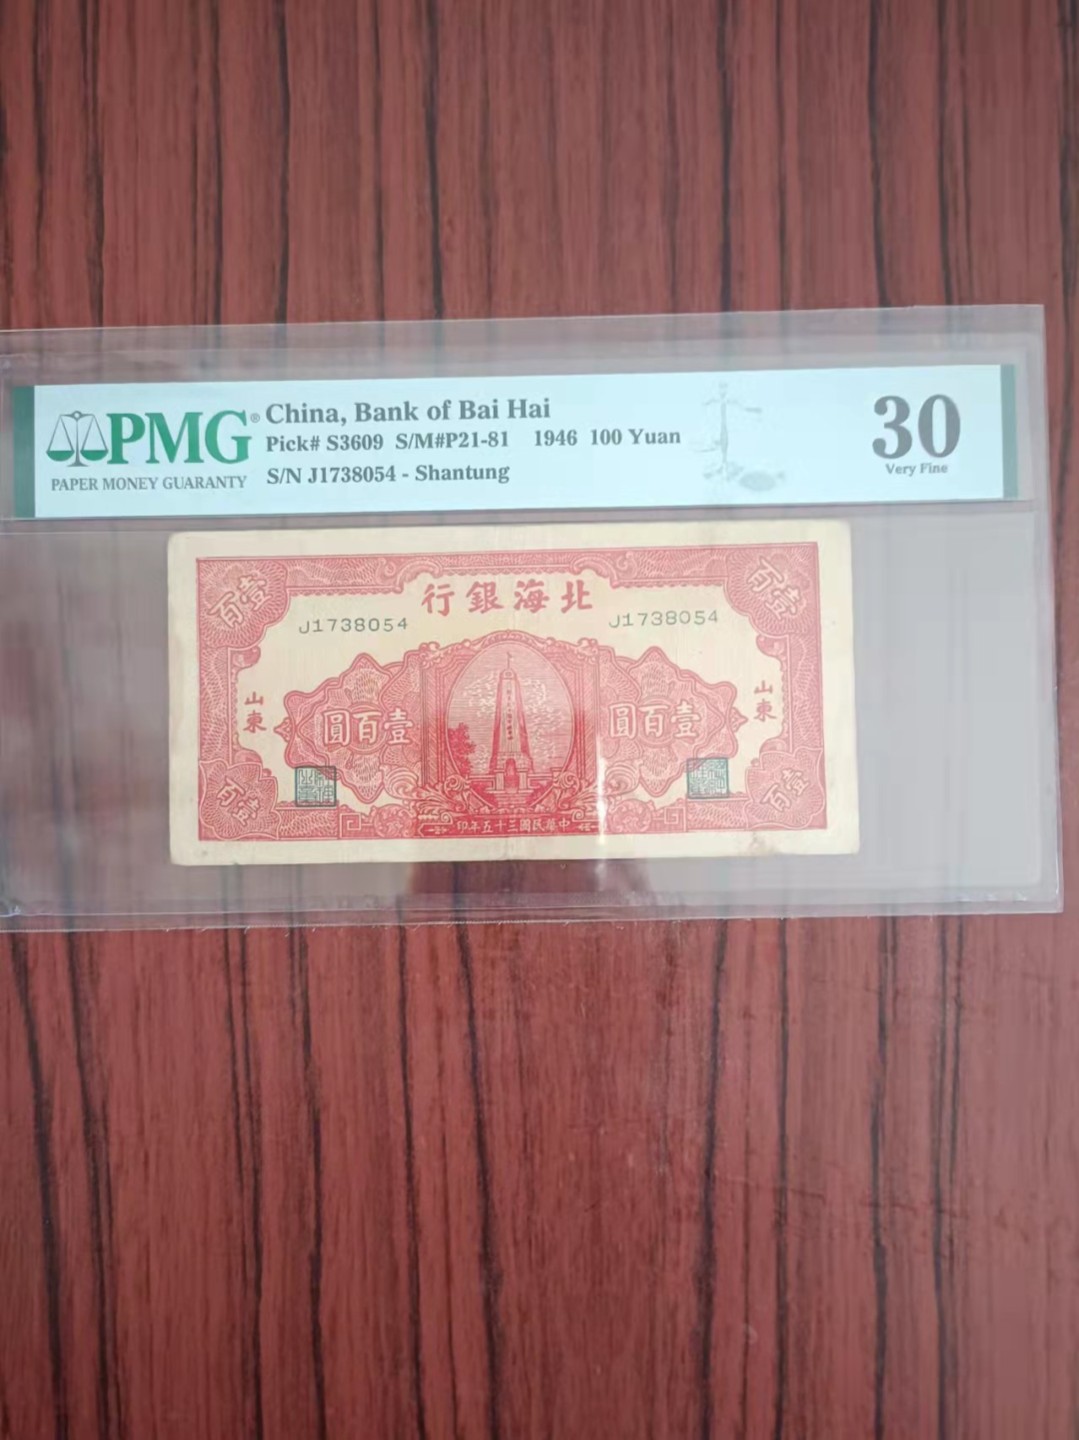 PMG®
PAPER MONEY GUARANTY
China, Bank of Bai Hai
Pick# S3609 S/M#P21-81 1946 100 Yuan
S/N J1738054 - Shantung
30
Very Fine
行銀海北
百壹
百壹
J1738054
J1738054
山東
山東
圓百壹
圓百壹
百壹
百壹
印年五十三國民華中